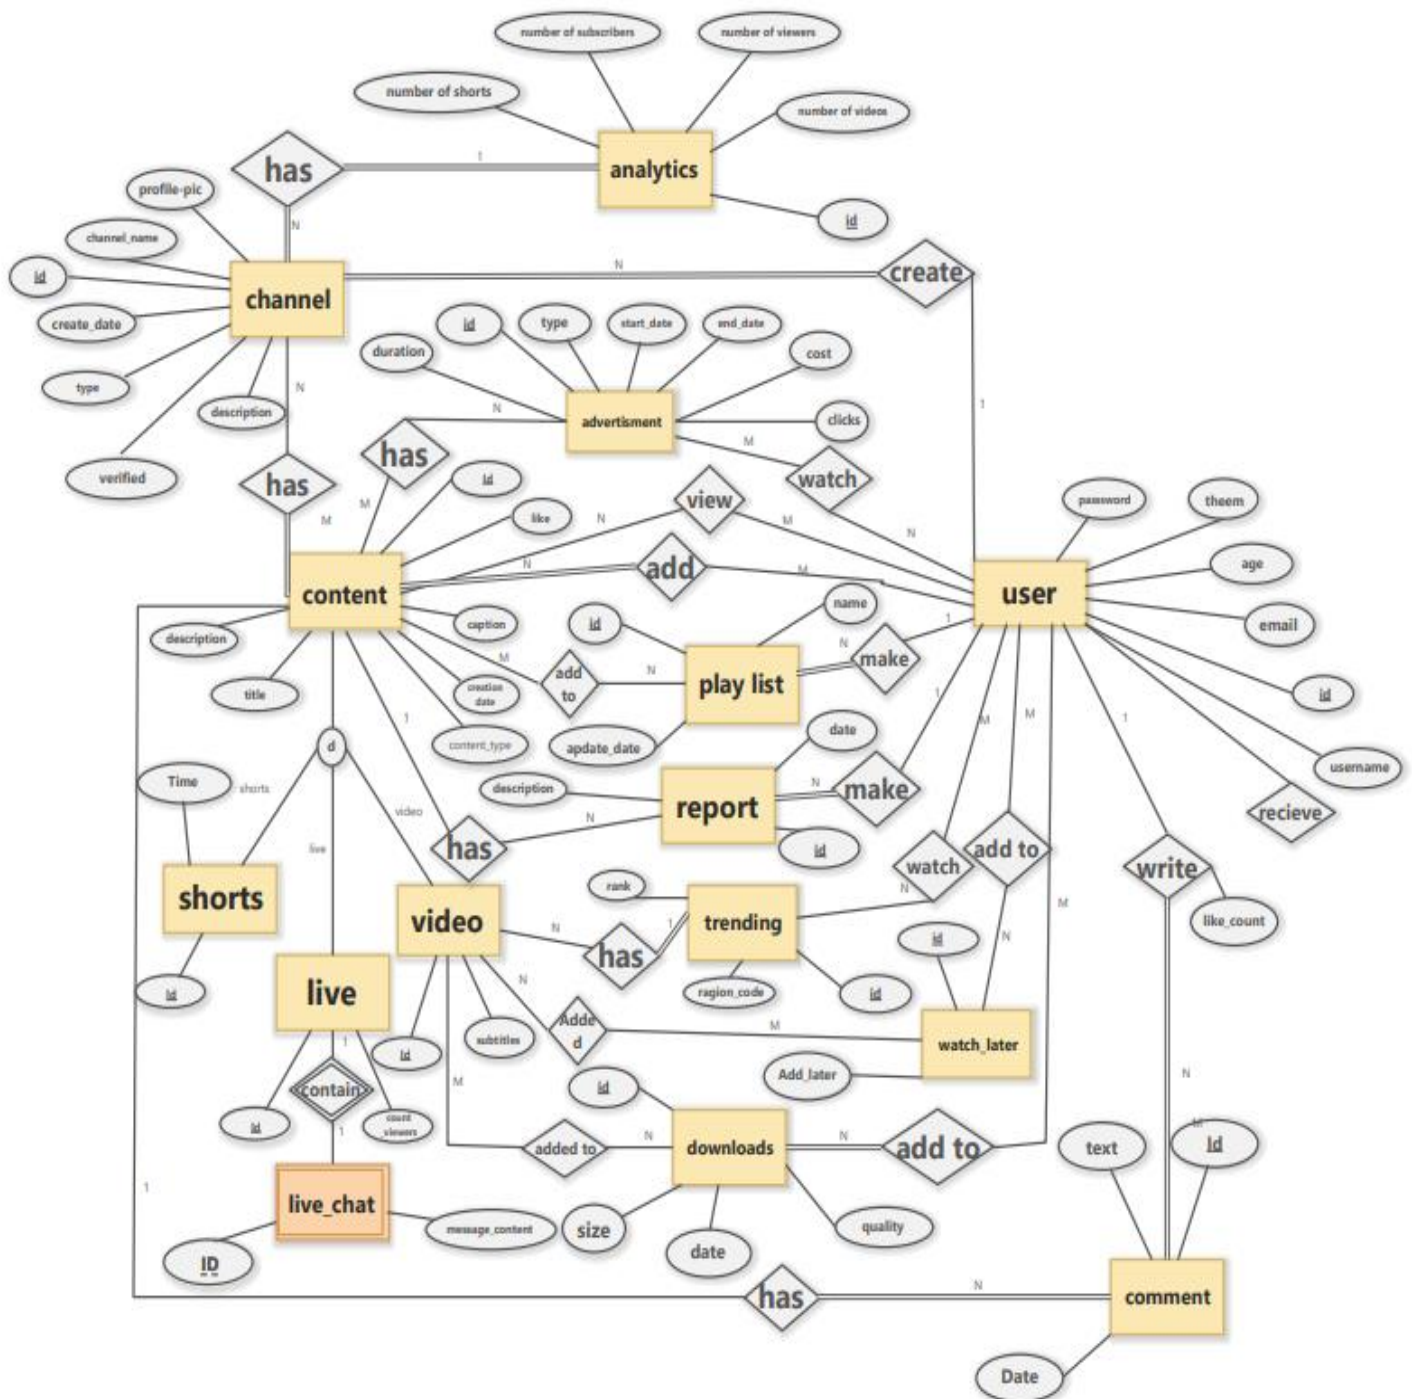 number of subscribers
number of viewers
number of shorts
number of videos
has
1
analytics
profile-pic
N
id
channel_name
id
channel
N
create
create_date
id
type
start_date
end_date
duration
cost
type
N
description
N
advertisment
clicks
1
has
M
watch
verified
has
M
M
Id
view
like
N
M
N
password
theem
content
N
add
M
user
age
description
caption
id
name
1
email
N
make
title
M
add
to
N
play list
creation
date
id
1
content_type
apdate_date
date
1
M
M
1
d
Time
shorts
video
description
report
N
make
username
live
has
N
id
recieve
shorts
rank
watch
add to
write
video
N
has
1
trending
N
id
M
like_count
N
Id
live
N
ragion_code
id
subtitles
Adde
d
M
watch_later
1
Id
M
Add_later
N
contain
id
Id
count
viewers
1
added to
N
downloads
N
add to
text
M
Id
1
live_chat
message_content
size
quality
ID
date
has
N
comment
Date